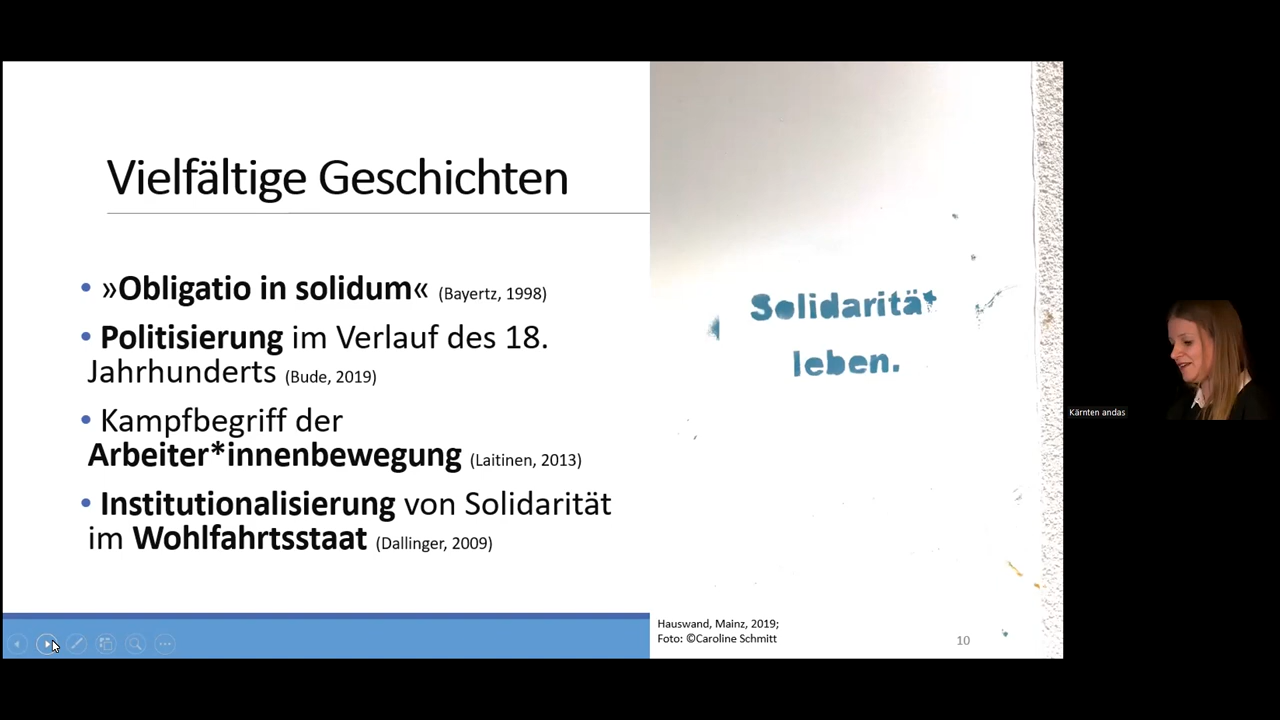 Vielfältige Geschichten
• »Obligatio in solidum« (Bayertz, 1998)
• Politisierung im Verlauf des 18.
Jahrhunderts (Bude, 2019)
• Kampfbegriff der
Arbeiter*innenbewegung (Laitinen, 2013)
• Institutionalisierung von Solidarität
im Wohlfahrtsstaat (Dallinger, 2009)
Solidarität
leben.
Hauswand, Mainz, 2019;
Foto: ©Caroline Schmitt
10
Kärnten andas